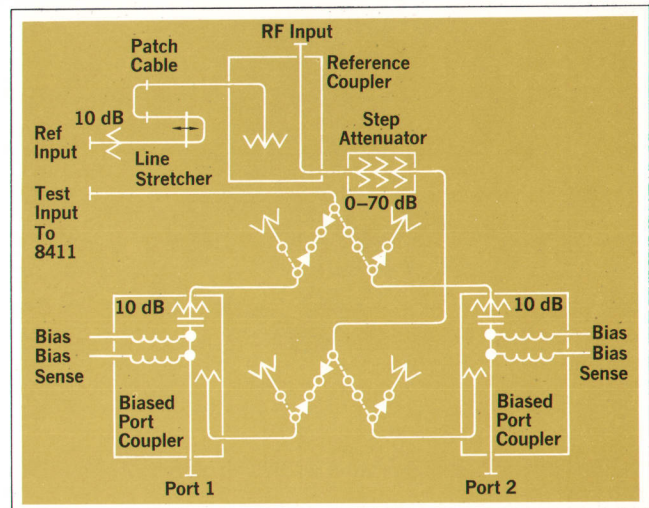 RF Input
Patch
Cable
Reference
Coupler
10 dB
Ref
Input
Line
Stretcher
Step
Attenuator
0–70 dB
Test
Input
To
8411
10 dB
Bias
Bias
Sense
Biased
Port
Coupler
Port 1
10 dB
Bias
Bias
Sense
Biased
Port
Coupler
Port 2